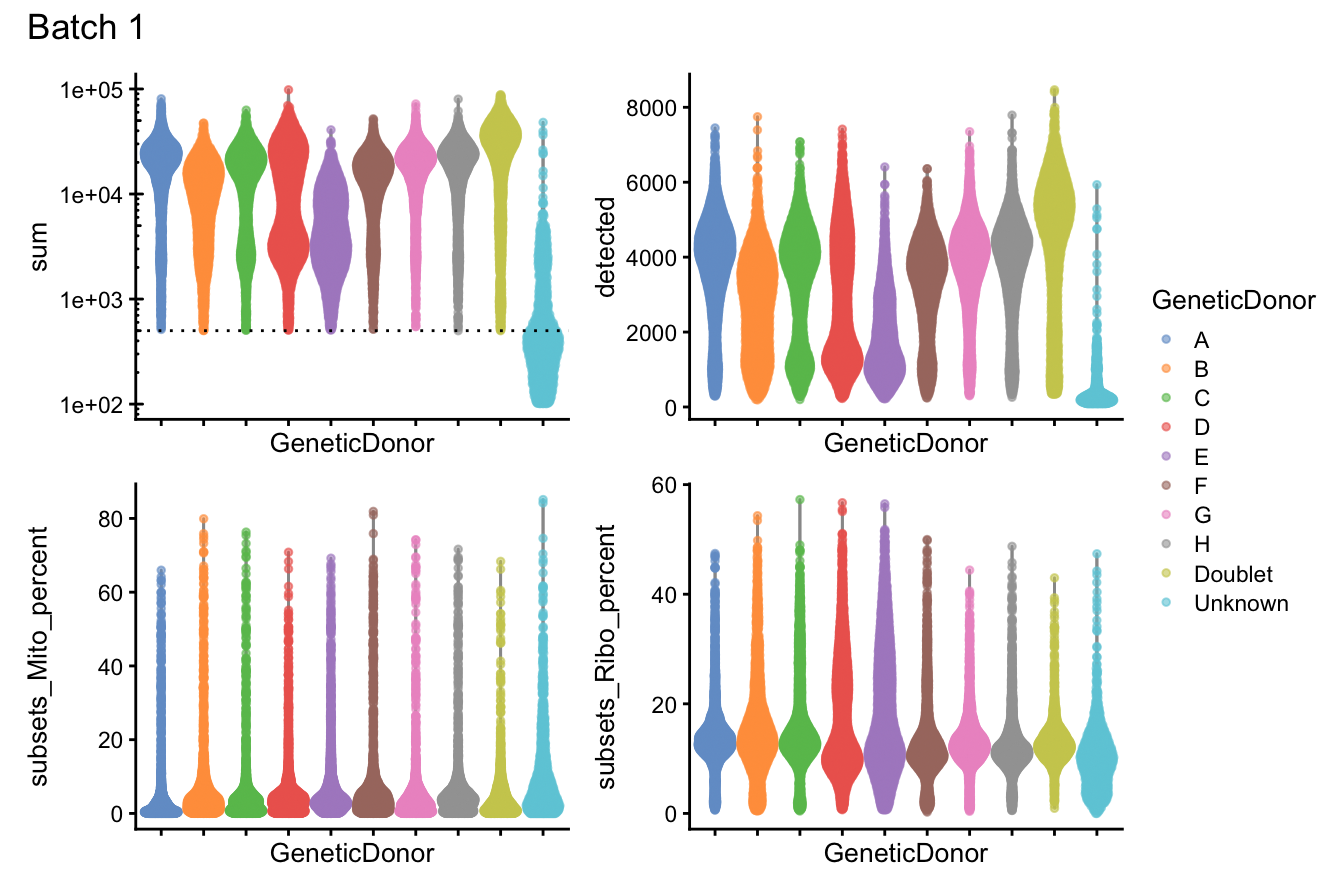 Batch 1
1e+05
1e+04
1e+03
1e+02
sum
GeneticDonor
8000
6000
4000
2000
0
detected
GeneticDonor
80
60
40
20
0
subsets_Mito_percent
GeneticDonor
60
40
20
0
subsets_Ribo_percent
GeneticDonor
GeneticDonor
A
B
C
D
E
F
G
H
Doublet
Unknown